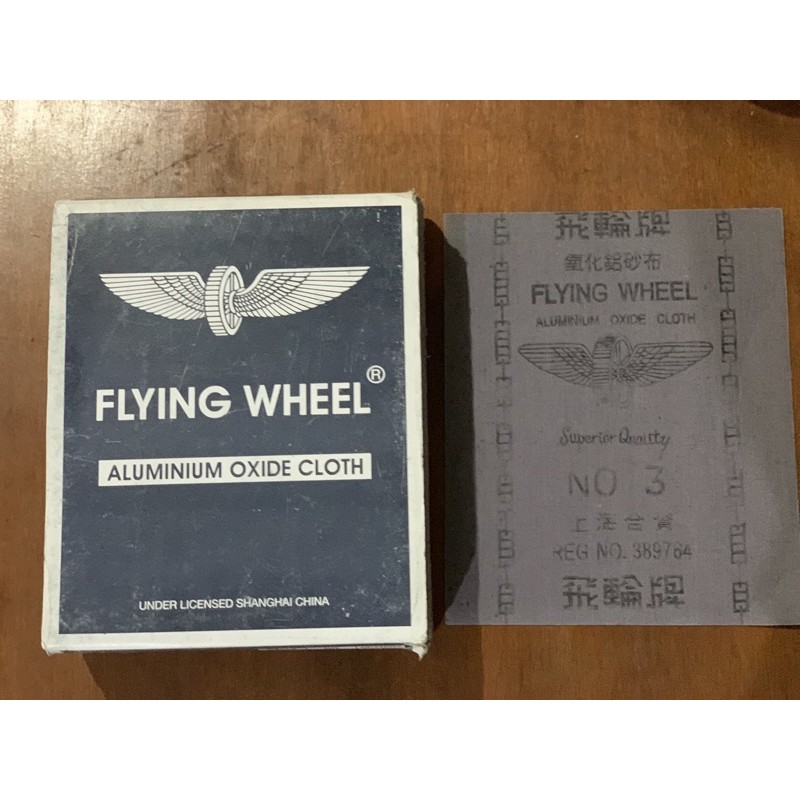 FLYING WHEEL®
ALUMINIUM OXIDE CLOTH
UNDER LICENSED SHANGHAI CHINA
飛輪牌
氧化鋁砂布
FLYING WHEEL
ALUMINIUM OXIDE CLOTH
Superior Quality
NO 3
上海台資
REG NO. 389764
飛輪牌